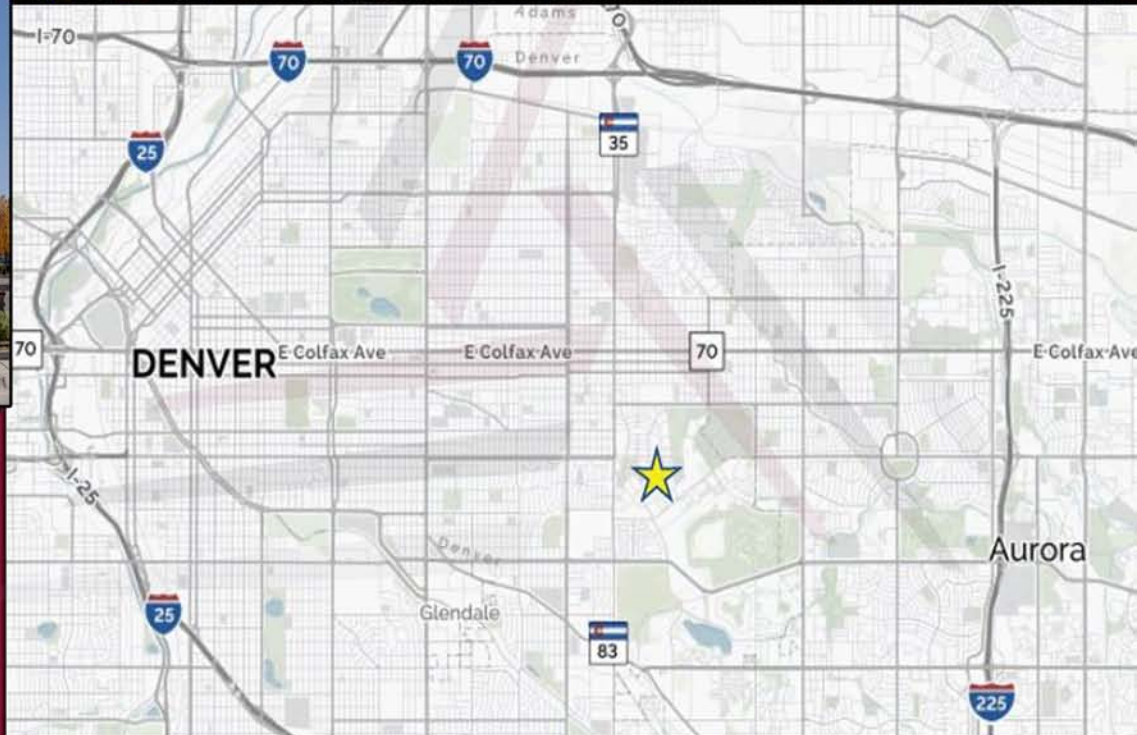 Adams
I-70
70
70
Denver
35
25
I-225
70
DENVER
E Colfax Ave
E Colfax Ave
70
E Colfax Ave
I-25
Denver
Aurora
25
Glendale
83
225